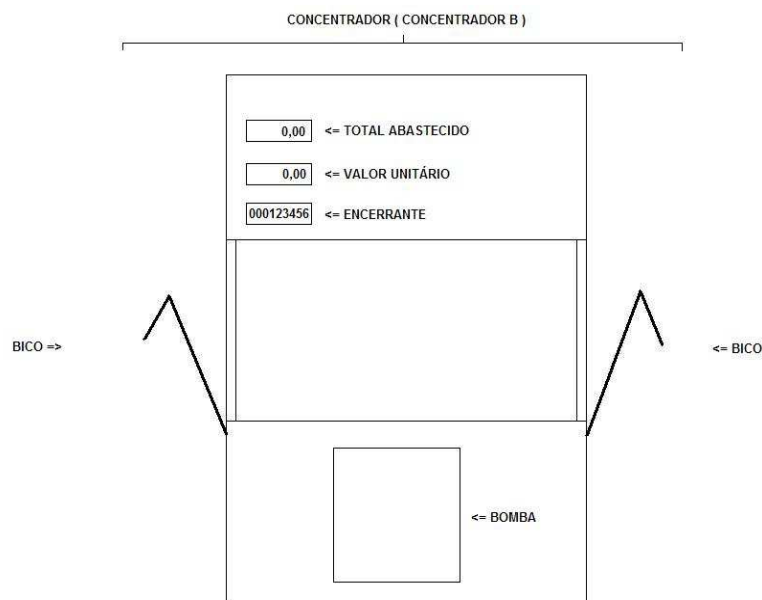 CONCENTRADOR ( CONCENTRADOR B )
0,00 <= TOTAL ABASTECIDO
0,00 <= VALOR UNITÁRIO
000123456 <= ENCERRANTE
BICO => <= BICO
<= BOMBA